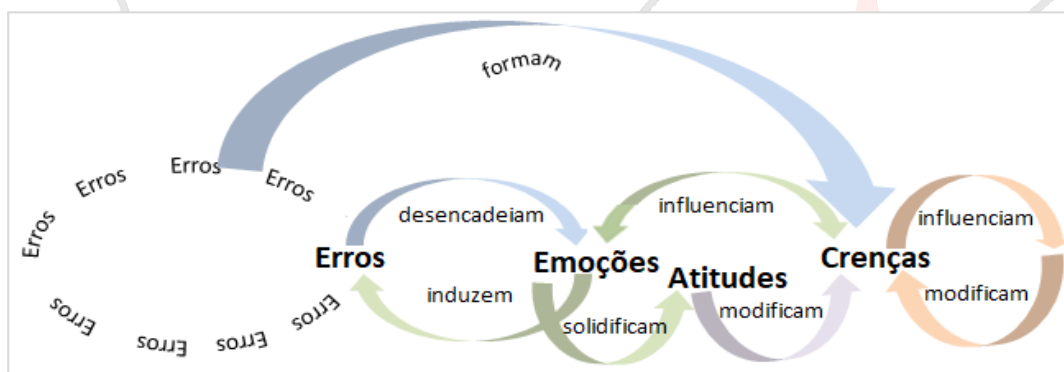 formam
Erros
Erros
Erros
Erros
Erros
Erros
Erros
Erros
Erros
desencadeiam
influenciam
influenciam
Erros
Emoções
Atitudes
Crenças
induzem
solidificam
modificam
modificam